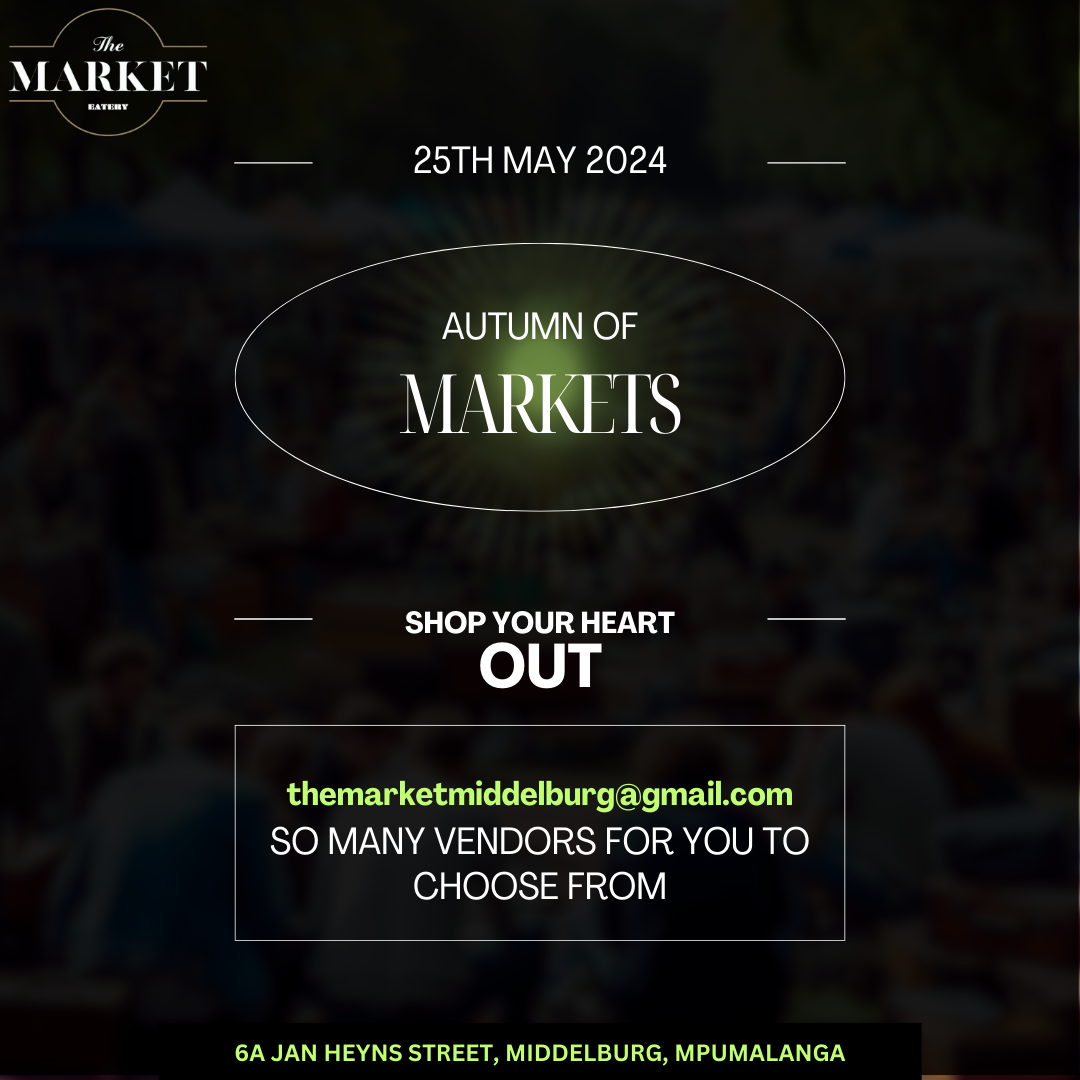 The
MARKET
EATERY
25TH MAY 2024
AUTUMN OF
MARKETS
SHOP YOUR HEART
OUT
themarketmiddelburg@gmail.com
SO MANY VENDORS FOR YOU TO
CHOOSE FROM
6A JAN HEYNS STREET, MIDDELBURG, MPUMALANGA